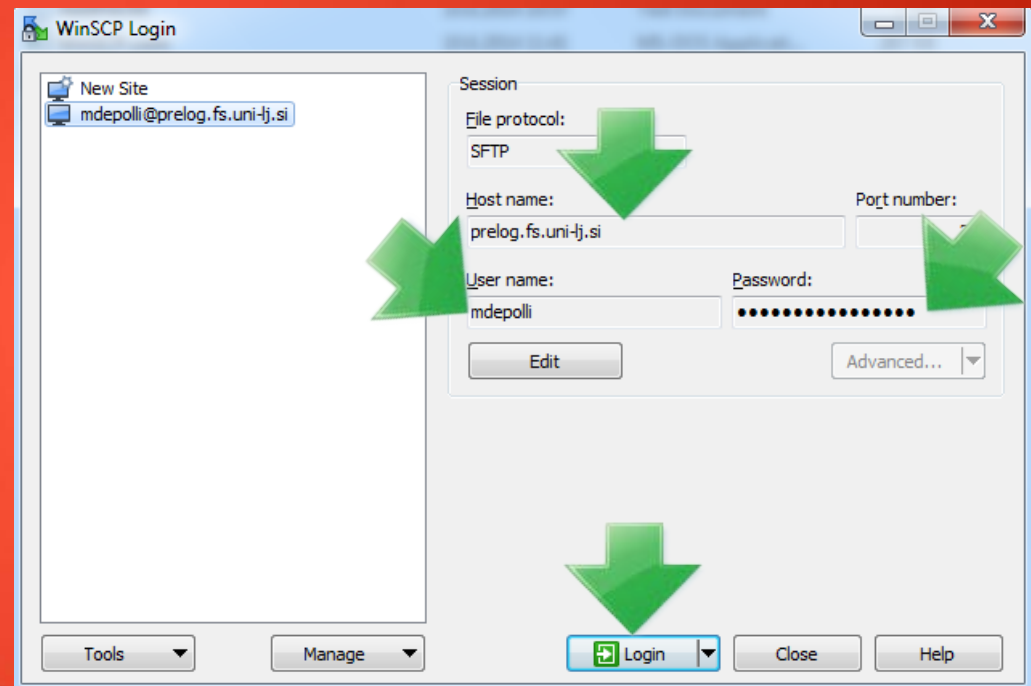 WinSCP Login
New Site
mdepolli@prelog.fs.uni-lj.si
Session
File protocol:
SFTP
Host name:
Port number:
prelog.fs.uni-lj.si
User name:
Password:
mdepolli
●●●●●●●●●●●●●●●●
Edit
Advanced...
Tools
Manage
Login
Close
Help